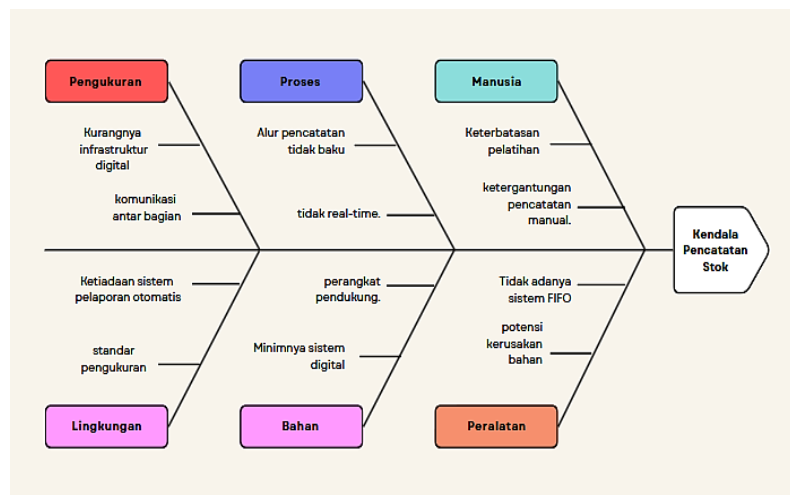 Pengukuran
Proses
Manusia
Kurangnya
infrastruktur
digital
komunikasi
antar bagian
Alur pencatatan
tidak baku
tidak real-time.
Keterbatasan
pelatihan
ketergantungan
pencatatan
manual.
Kendala
Pencatatan
Stok
Ketiadaan sistem
pelaporan otomatis
standar
pengukuran
perangkat
pendukung.
Minimnya sistem
digital
Tidak adanya
sistem FIFO
potensi
kerusakan
bahan
Lingkungan
Bahan
Peralatan